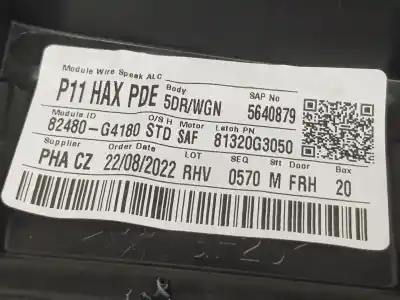 Module Wire Speak ALC Body SAP No
P11 HAX PDE 5DR/WGN 5640879
Module ID O/S H Motor Latch PN
82480-G4180 STD SAF 81320G3050
Supplier Order Date LOT SEQ Sft Door Box
PHA CZ 22/08/2022 RHV 0570 M FRH 20